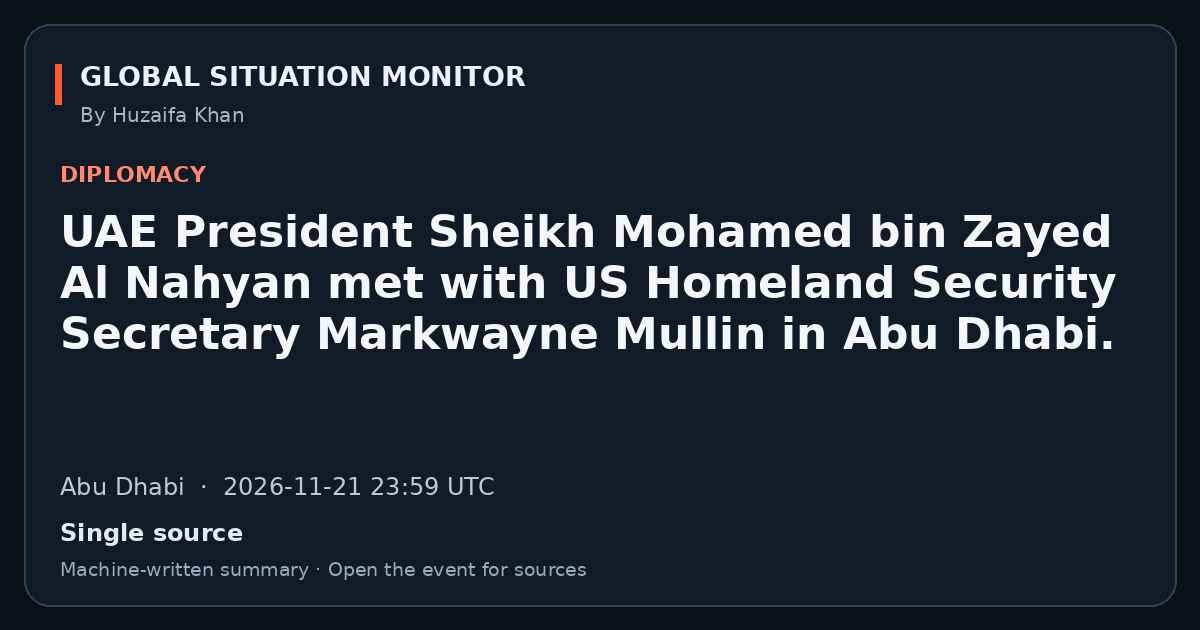 GLOBAL SITUATION MONITOR
By Huzaifa Khan
DIPLOMACY
UAE President Sheikh Mohamed bin Zayed
Al Nahyan met with US Homeland Security
Secretary Markwayne Mullin in Abu Dhabi.
Abu Dhabi · 2026-11-21 23:59 UTC
Single source
Machine-written summary · Open the event for sources